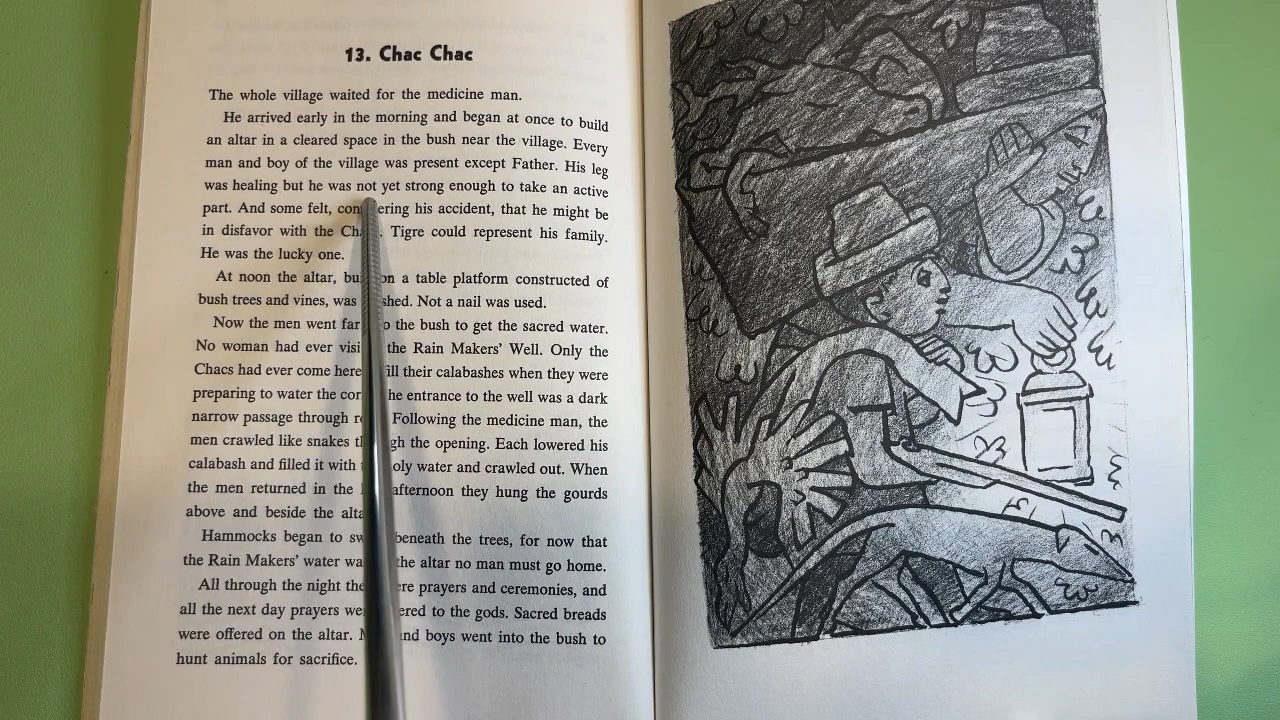 13. Chac Chac
The whole village waited for the medicine man.
He arrived early in the morning and began at once to build
an altar in a cleared space in the bush near the village. Every
man and boy of the village was present except Father. His leg
was healing but he was not yet strong enough to take an active
part. And some felt, con ering his accident, that he might be
in disfavor with the Cha . Tigre could represent his family.
He was the lucky one.
At noon the altar, bu on a table platform constructed of
bush trees and vines, was shed. Not a nail was used.
Now the men went far o the bush to get the sacred water.
No woman had ever visi the Rain Makers' Well. Only the
Chacs had ever come here ill their calabashes when they were
preparing to water the cor he entrance to the well was a dark
narrow passage through r Following the medicine man, the
men crawled like snakes t gh the opening. Each lowered his
calabash and filled it with oly water and crawled out. When
the men returned in the afternoon they hung the gourds
above and beside the alta
Hammocks began to sw beneath the trees, for now that
the Rain Makers' water wa the altar no man must go home.
All through the night the ere prayers and ceremonies, and
all the next day prayers we ered to the gods. Sacred breads
were offered on the altar. M nd boys went into the bush to
hunt animals for sacrifice.